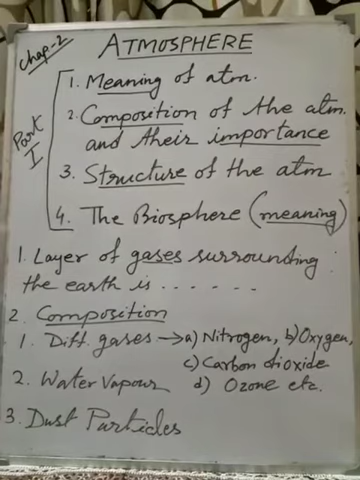 Chap-2
ATMOSPHERE
Part I
1. Meaning of atm.
2. Composition of the atm.
and their importance
3. Structure of the atm
4. The Biosphere (meaning)
1. Layer of gases surrounding :
the earth is . . . . . .
2. Composition
1. Diff. gases → a) Nitrogen, b) Oxygen,
c) Carbon dioxide
2. Water Vapour d) Ozone etc.
3. Dust Particles